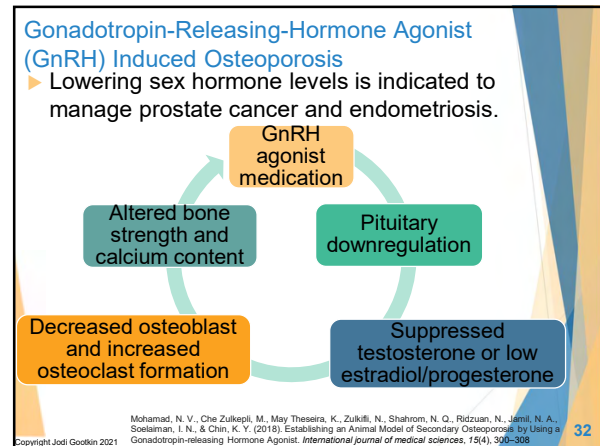 Gonadotropin-Releasing-Hormone Agonist
(GnRH) Induced Osteoporosis
Lowering sex hormone levels is indicated to
manage prostate cancer and endometriosis.
GnRH
agonist
medication
Pituitary
downregulation
Suppressed
testosterone or low
estradiol/progesterone
Decreased osteoblast
and increased
osteoclast formation
Altered bone
strength and
calcium content
Mohamad, N. V., Che Zulkepli, M., May Theseira, K., Zulkifli, N., Shahrom, N. Q., Ridzuan, N., Jamil, N. A.,
Soelaiman, I. N., & Chin, K. Y. (2018). Establishing an Animal Model of Secondary Osteoporosis by Using a
Gonadotropin-releasing Hormone Agonist. International journal of medical sciences, 15(4), 300–308
Copyright Jodi Gootkin 2021
32